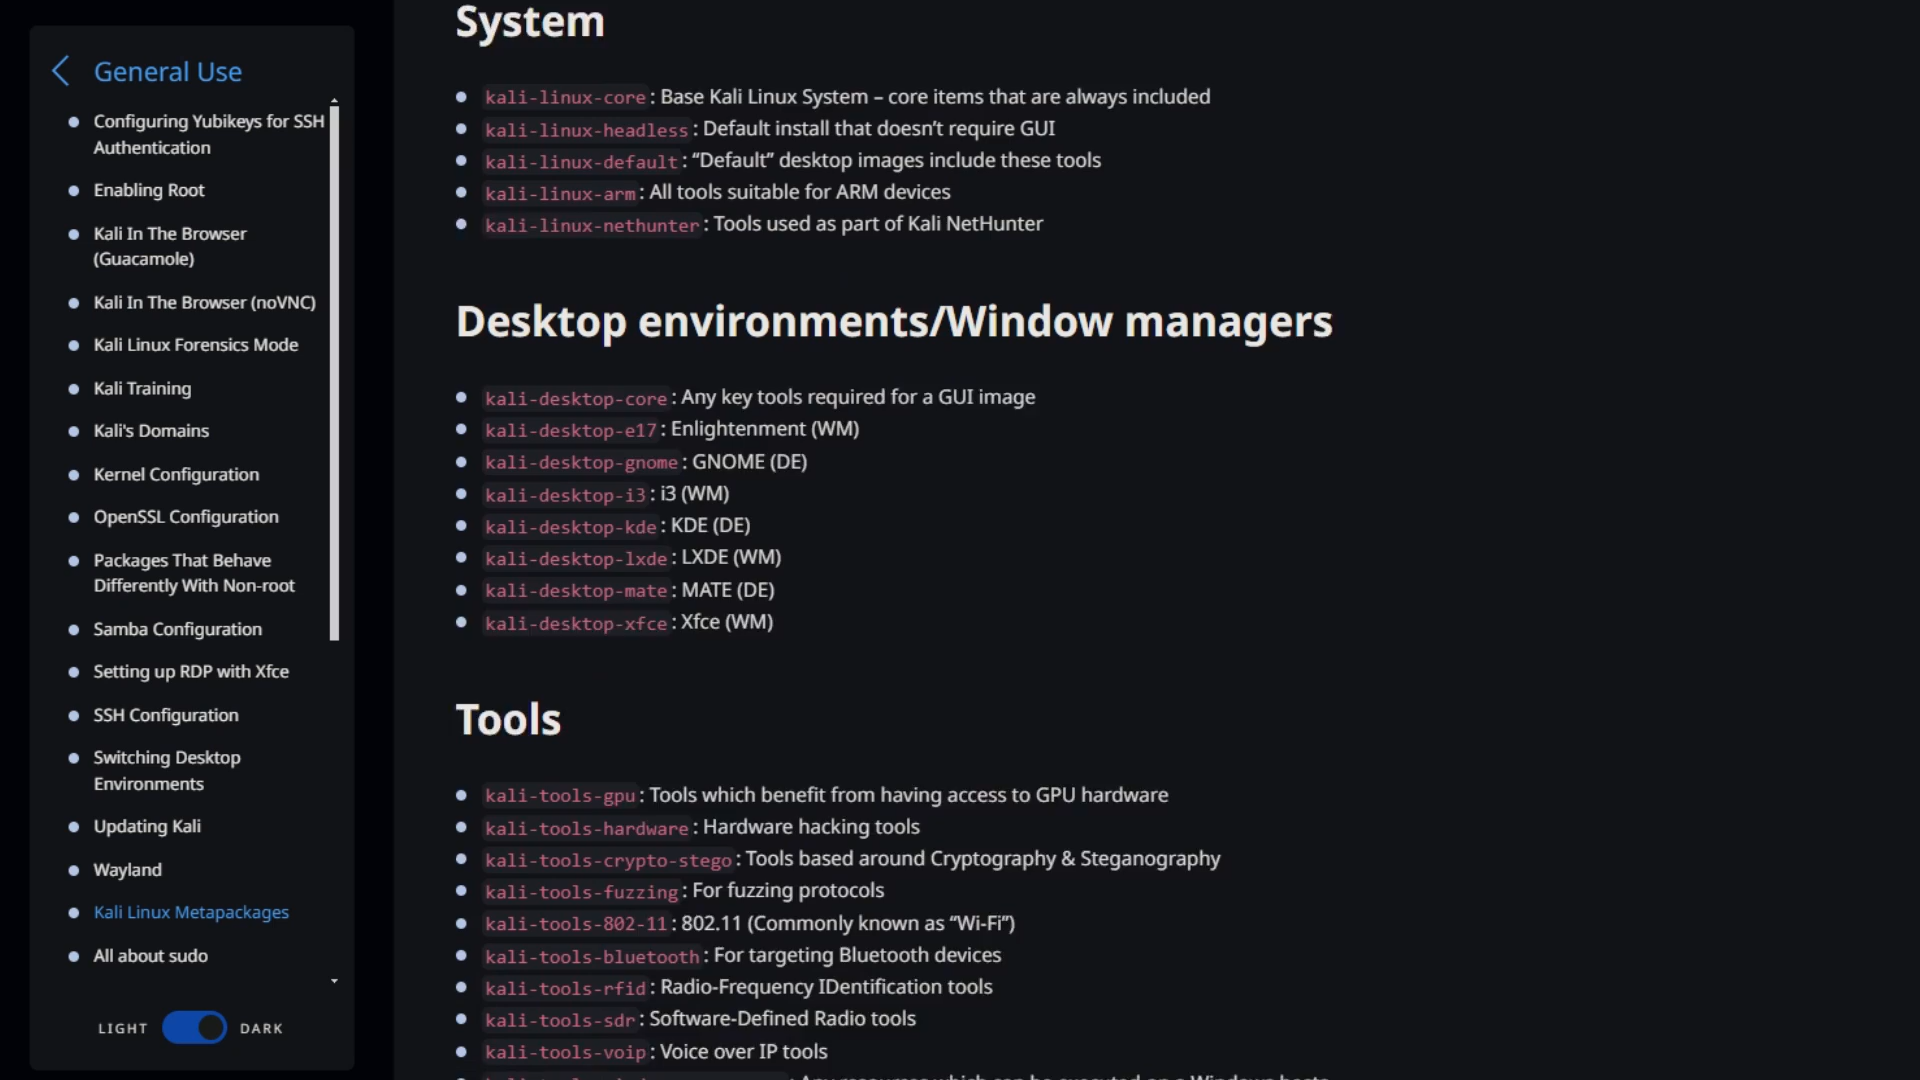 General Use
Configuring Yubikeys for SSH
Authentication
Enabling Root
Kali In The Browser
(Guacamole)
Kali In The Browser (noVNC)
Kali Linux Forensics Mode
Kali Training
Kali's Domains
Kernel Configuration
OpenSSL Configuration
Packages That Behave
Differently With Non-root
Samba Configuration
Setting up RDP with Xfce
SSH Configuration
Switching Desktop
Environments
Updating Kali
Wayland
Kali Linux Metapackages
All about sudo
LIGHT DARK
System
kali-linux-core: Base Kali Linux System – core items that are always included
kali-linux-headless: Default install that doesn’t require GUI
kali-linux-default: “Default” desktop images include these tools
kali-linux-arm: All tools suitable for ARM devices
kali-linux-nethunter: Tools used as part of Kali NetHunter
Desktop environments/Window managers
kali-desktop-core: Any key tools required for a GUI image
kali-desktop-e17: Enlightenment (WM)
kali-desktop-gnome: GNOME (DE)
kali-desktop-i3: i3 (WM)
kali-desktop-kde: KDE (DE)
kali-desktop-lxde: LXDE (WM)
kali-desktop-mate: MATE (DE)
kali-desktop-xfce: Xfce (WM)
Tools
kali-tools-gpu: Tools which benefit from having access to GPU hardware
kali-tools-hardware: Hardware hacking tools
kali-tools-crypto-stego: Tools based around Cryptography & Steganography
kali-tools-fuzzing: For fuzzing protocols
kali-tools-802-11: 802.11 (Commonly known as “Wi-Fi”)
kali-tools-bluetooth: For targeting Bluetooth devices
kali-tools-rfid: Radio-Frequency IDentification tools
kali-tools-sdr: Software-Defined Radio tools
kali-tools-voip: Voice over IP tools